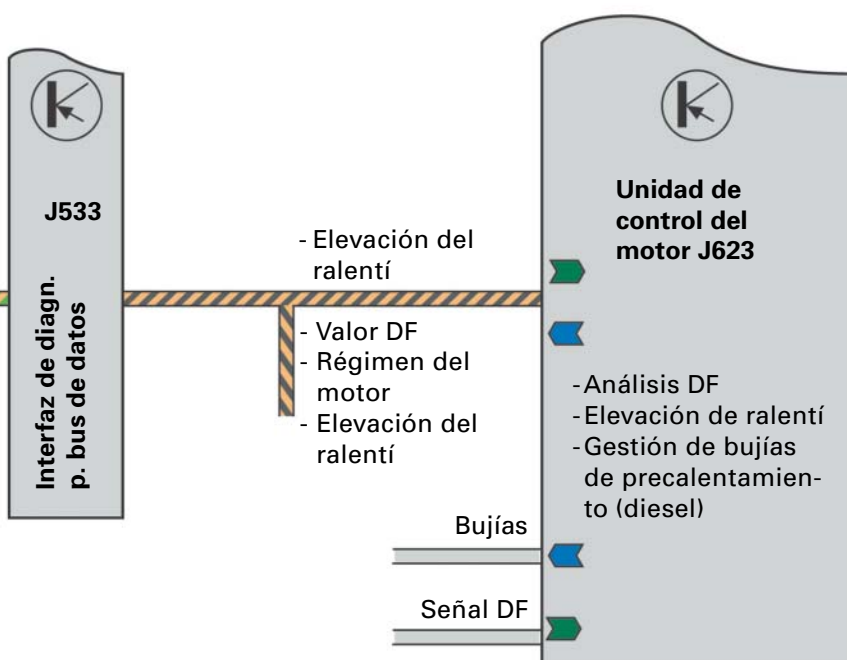 J533
Interfaz de diagn.
p. bus de datos
- Elevación del
ralentí
- Valor DF
- Régimen del
motor
- Elevación del
ralentí
Unidad de
control del
motor J623
- Análisis DF
- Elevación de ralentí
- Gestión de bujías
de precalentamien-
to (diesel)
Bujías
Señal DF